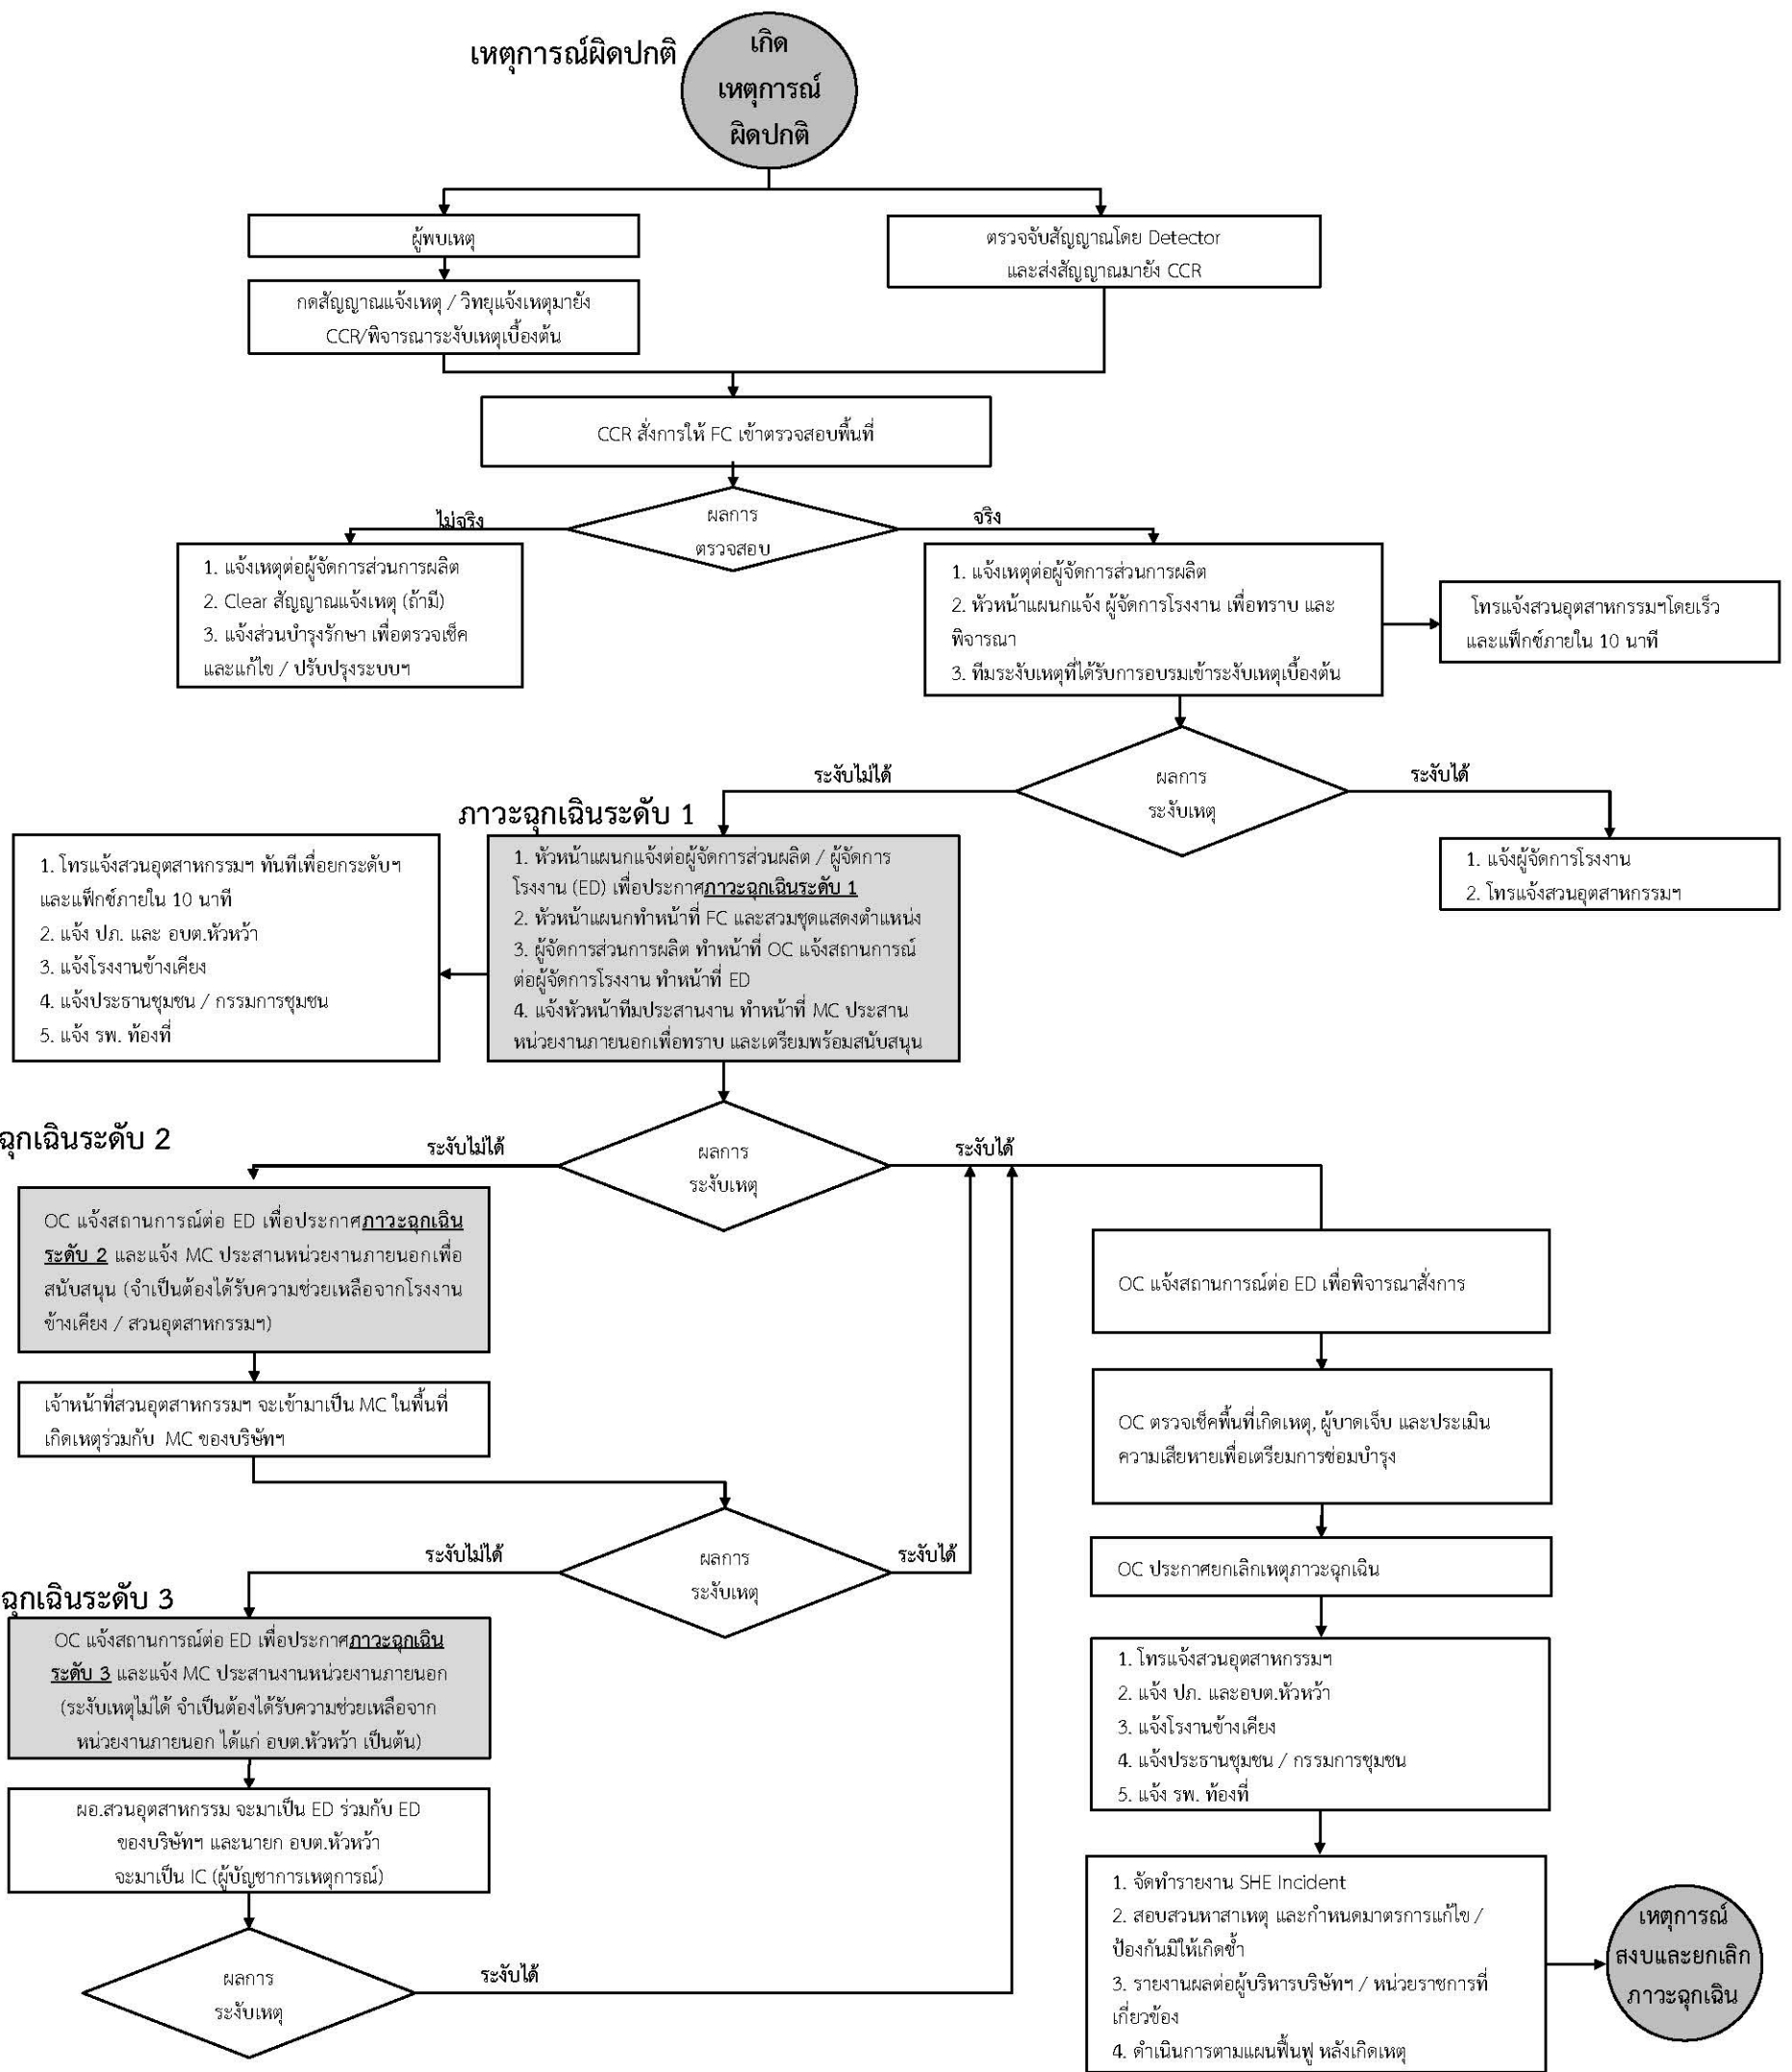 เหตุการณ์ผิดปกติ
เกิด
เหตุการณ์
ผิดปกติ
ผู้พบเหตุ
ตรวจจับสัญญาณโดย Detector
และส่งสัญญาณมายัง CCR
กดสัญญาณแจ้งเหตุ / วิทยุแจ้งเหตุมายัง
CCR/พิจารณาระงับเหตุเบื้องต้น
CCR สั่งการให้ FC เข้าตรวจสอบพื้นที่
ไม่จริง
ผลการ
ตรวจสอบ
จริง
1. แจ้งเหตุต่อผู้จัดการส่วนการผลิต
2. Clear สัญญาณแจ้งเหตุ (ถ้ามี)
3. แจ้งส่วนบำรุงรักษา เพื่อตรวจเช็ค
และแก้ไข / ปรับปรุงระบบฯ
1. แจ้งเหตุต่อผู้จัดการส่วนการผลิต
2. หัวหน้าแผนกแจ้ง ผู้จัดการโรงงาน เพื่อทราบ และ
พิจารณา
3. ทีมระงับเหตุที่ได้รับการอบรมเข้าระงับเหตุเบื้องต้น
โทรแจ้งสวนอุตสาหกรรมฯโดยเร็ว
และแฟ็กซ์ภายใน 10 นาที
ระงับไม่ได้
ผลการ
ระงับเหตุ
ระงับได้
ภาวะฉุกเฉินระดับ 1
1. โทรแจ้งสวนอุตสาหกรรมฯ ทันทีเพื่อยกระดับฯ
และแฟ็กซ์ภายใน 10 นาที
2. แจ้ง ปภ. และ อบต.หัวหว้า
3. แจ้งโรงงานข้างเคียง
4. แจ้งประธานชุมชน / กรรมการชุมชน
5. แจ้ง รพ. ท้องที่
1. หัวหน้าแผนกแจ้งต่อผู้จัดการส่วนผลิต / ผู้จัดการ
โรงงาน (ED) เพื่อประกาศภาวะฉุกเฉินระดับ 1
2. หัวหน้าแผนกทำหน้าที่ FC และสวมชุดแสดงตำแหน่ง
3. ผู้จัดการส่วนการผลิต ทำหน้าที่ OC แจ้งสถานการณ์
ต่อผู้จัดการโรงงาน ทำหน้าที่ ED
4. แจ้งหัวหน้าทีมประสานงาน ทำหน้าที่ MC ประสาน
หน่วยงานภายนอกเพื่อทราบ และเตรียมพร้อมสนับสนุน
1. แจ้งผู้จัดการโรงงาน
2. โทรแจ้งสวนอุตสาหกรรมฯ
ฉุกเฉินระดับ 2
ระงับไม่ได้
ผลการ
ระงับเหตุ
ระงับได้
OC แจ้งสถานการณ์ต่อ ED เพื่อประกาศภาวะฉุกเฉิน
ระดับ 2 และแจ้ง MC ประสานหน่วยงานภายนอกเพื่อ
สนับสนุน (จำเป็นต้องได้รับความช่วยเหลือจากโรงงาน
ข้างเคียง / สวนอุตสาหกรรมฯ)
OC แจ้งสถานการณ์ต่อ ED เพื่อพิจารณาสั่งการ
เจ้าหน้าที่สวนอุตสาหกรรมฯ จะเข้ามาเป็น MC ในพื้นที่
เกิดเหตุร่วมกับ MC ของบริษัทฯ
OC ตรวจเช็คพื้นที่เกิดเหตุ, ผู้บาดเจ็บ และประเมิน
ความเสียหายเพื่อเตรียมการซ่อมบำรุง
ระงับไม่ได้
ผลการ
ระงับเหตุ
ระงับได้
OC ประกาศยกเลิกเหตุภาวะฉุกเฉิน
ฉุกเฉินระดับ 3
OC แจ้งสถานการณ์ต่อ ED เพื่อประกาศภาวะฉุกเฉิน
ระดับ 3 และแจ้ง MC ประสานงานหน่วยงานภายนอก
(ระงับเหตุไม่ได้ จำเป็นต้องได้รับความช่วยเหลือจาก
หน่วยงานภายนอก ได้แก่ อบต.หัวหว้า เป็นต้น)
1. โทรแจ้งสวนอุตสาหกรรมฯ
2. แจ้ง ปภ. และอบต.หัวหว้า
3. แจ้งโรงานข้างเคียง
4. แจ้งประธานชุมชน / กรรมการชุมชน
5. แจ้ง รพ. ท้องที่
ผอ.สวนอุตสาหกรรม จะมาเป็น ED ร่วมกับ ED
ของบริษัทฯ และนายก อบต.หัวหว้า
จะมาเป็น IC (ผู้บัญชาการเหตุการณ์)
ผลการ
ระงับเหตุ
ระงับได้
1. จัดทำรายงาน SHE Incident
2. สอบสวนหาสาเหตุ และกำหนดมาตรการแก้ไข /
ป้องกันมิให้เกิดซ้ำ
3. รายงานผลต่อผู้บริหารบริษัทฯ / หน่วยราชการที่
เกี่ยวข้อง
4. ดำเนินการตามแผนฟื้นฟู หลังเกิดเหตุ
เหตุการณ์
สงบและยกเลิก
ภาวะฉุกเฉิน